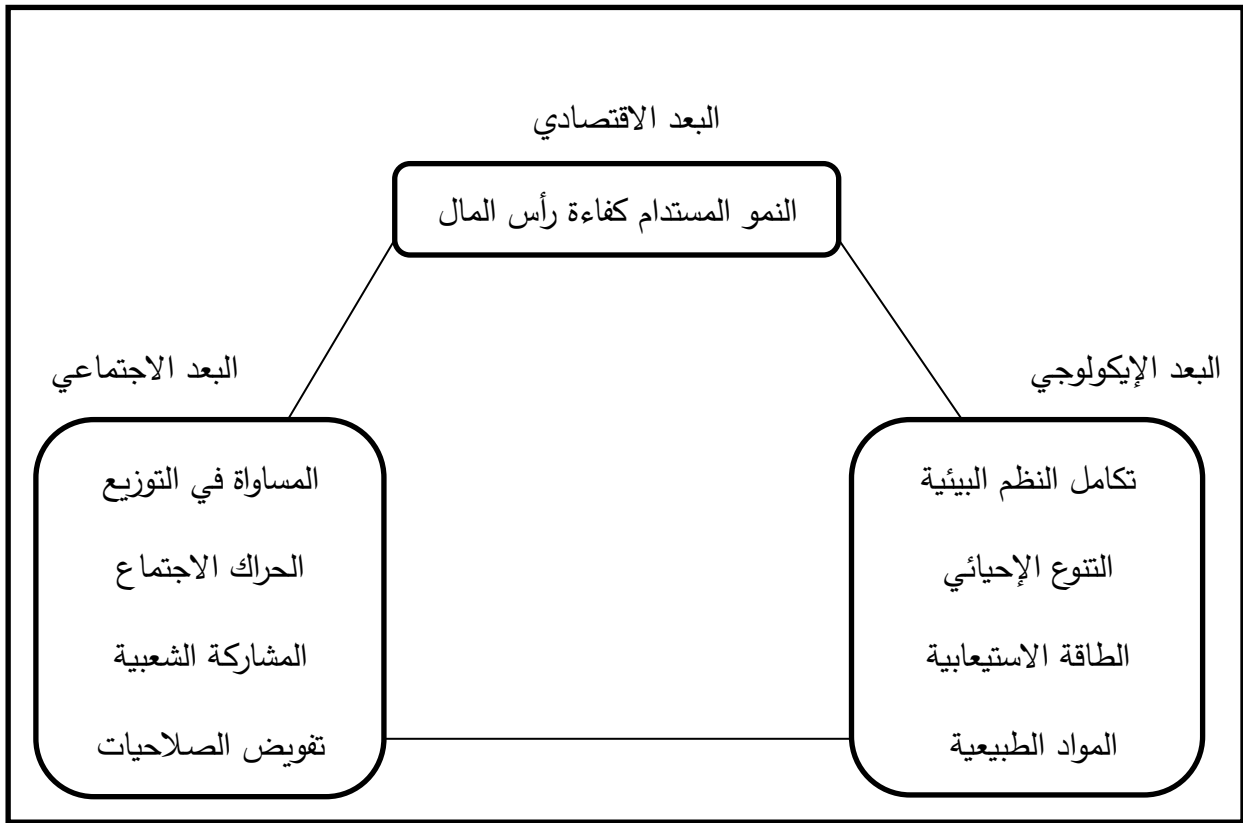 البعد الاقتصادي
النمو المستدام كفاءة رأس المال
البعد الإيكولوجي
تكامل النظم البيئية
التنوع الإحيائي
الطاقة الاستيعابية
المواد الطبيعية
البعد الاجتماعي
المساواة في التوزيع
الحراك الاجتماع
المشاركة الشعبية
تفويض الصلاحيات